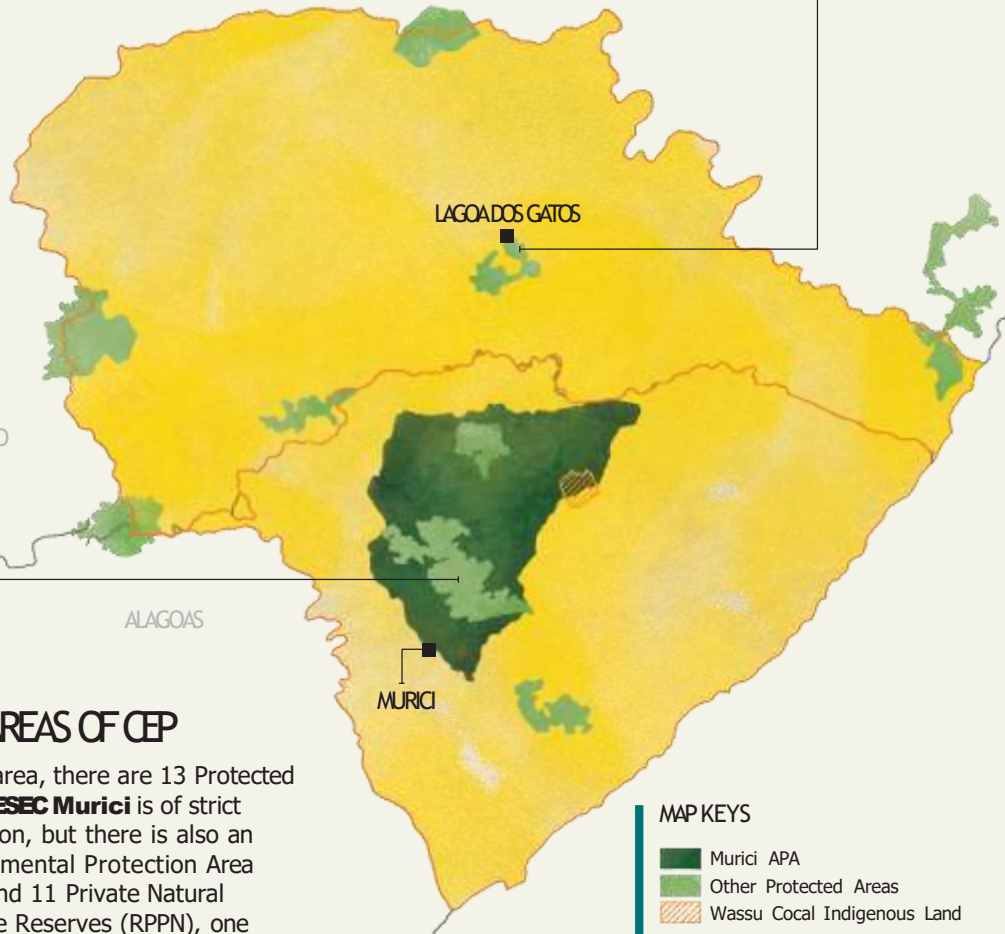 LAGOA DOS GATOS
ALAGOAS
MURICI
AREAS OF CEP
area, there are 13 Protected
ESEC Murici is of strict
on, but there is also an
mental Protection Area
nd 11 Private Natural
e Reserves (RPPN), one
MAP KEYS
Murici APA
Other Protected Areas
Wassu Cocal Indigenous Land